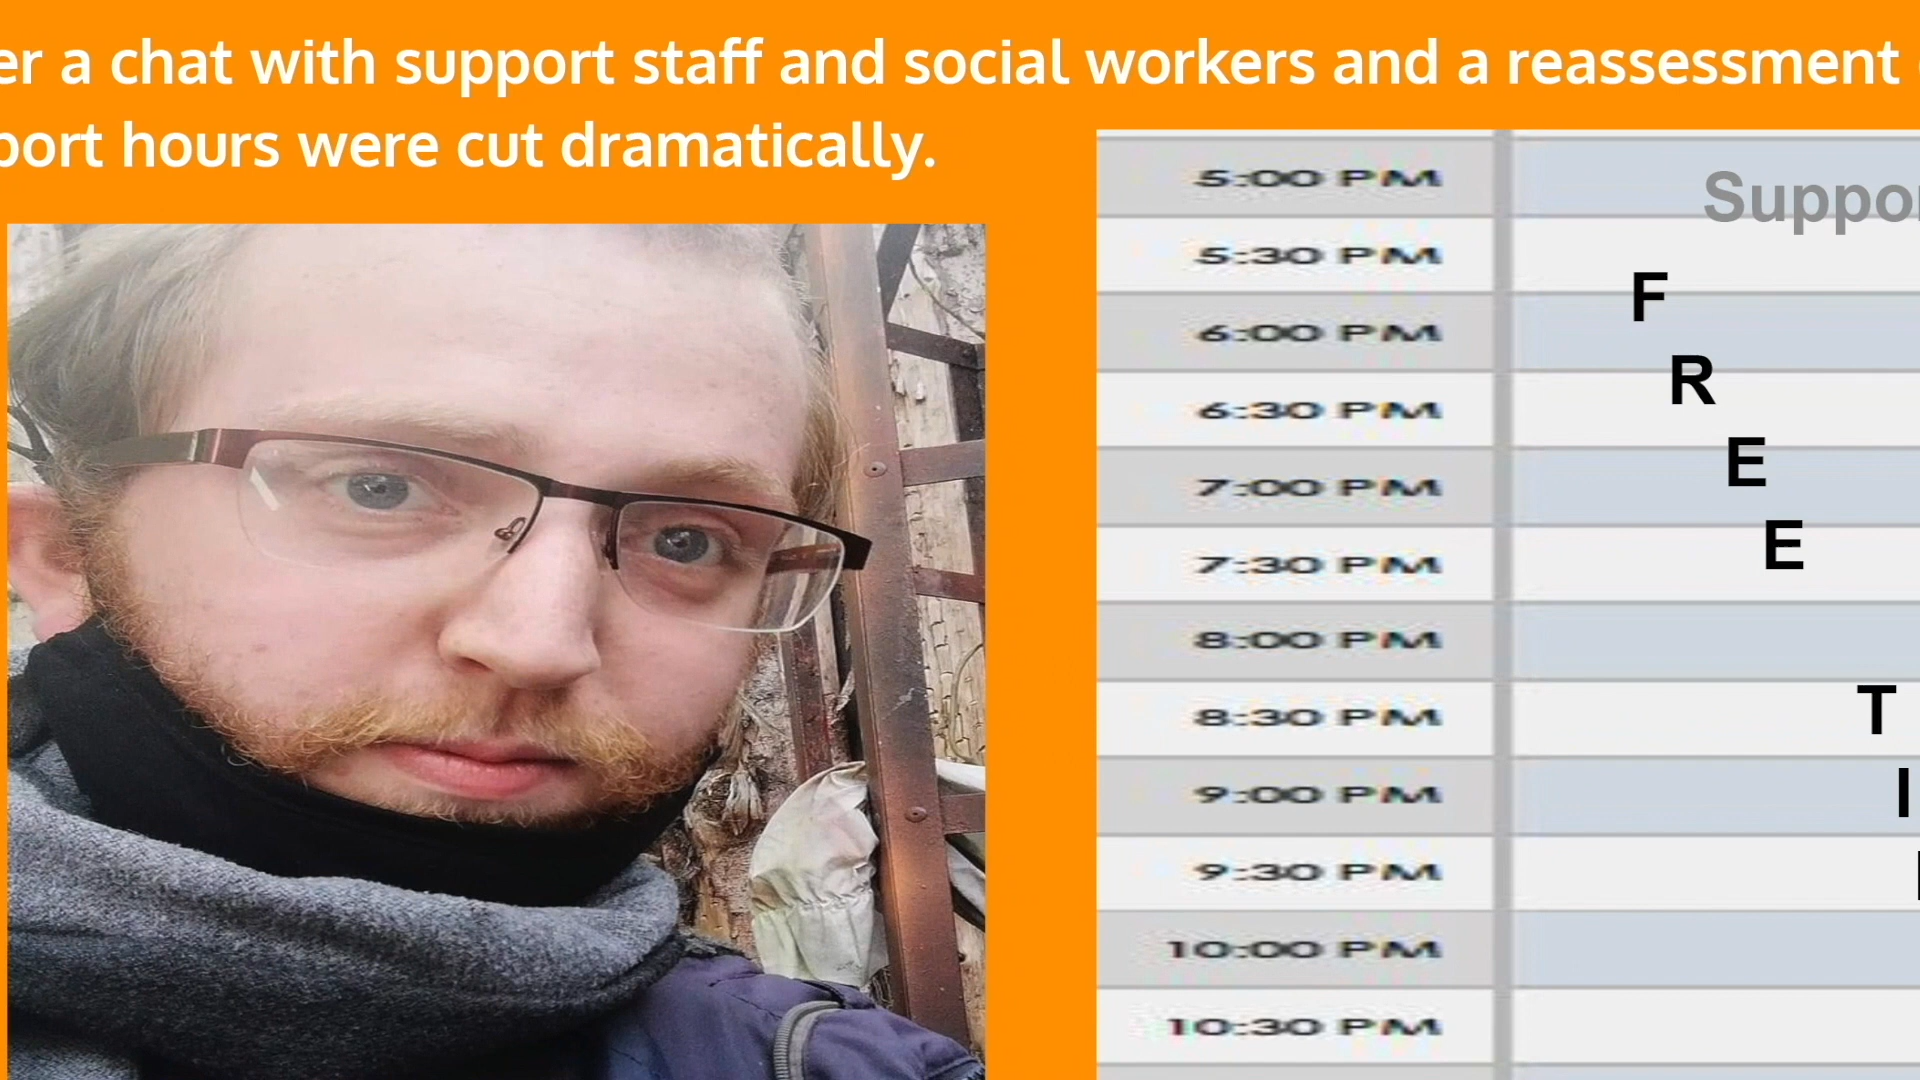 er a chat with support staff and social workers and a reassessment
port hours were cut dramatically.
5:00 PM
Suppor
5:30 PM
F
6:00 PM
R
6:30 PM
E
7:00 PM
E
7:30 PM
8:00 PM
T
8:30 PM
I
9:00 PM
9:30 PM
10:00 PM
10:30 PM